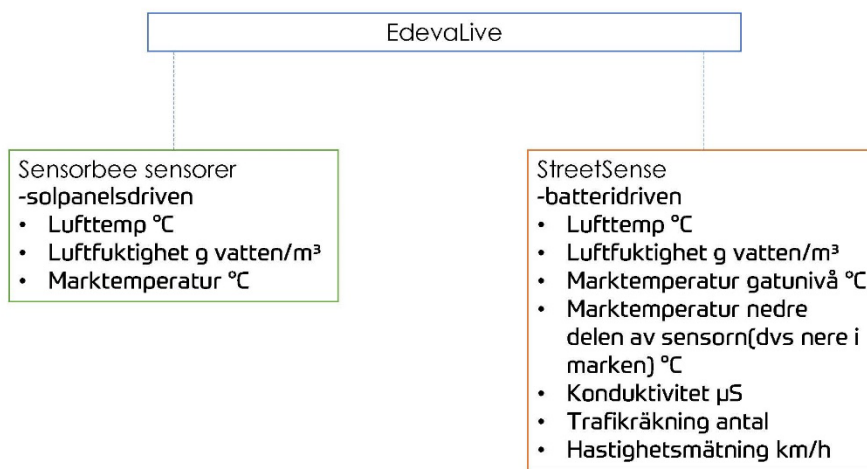 EdevaLive
Sensorbee sensorer
-solpanelsdriven
• Lufttemp °C
• Luftfuktighet g vatten/m³
• Marktemperatur °C
StreetSense
-batteridriven
• Lufttemp °C
• Luftfuktighet g vatten/m³
• Marktemperatur gatunivå °C
• Marktemperatur nedre
delen av sensorn(dvs nere i
marken) °C
• Konduktivitet µS
• Trafikräkning antal
• Hastighetsmätning km/h